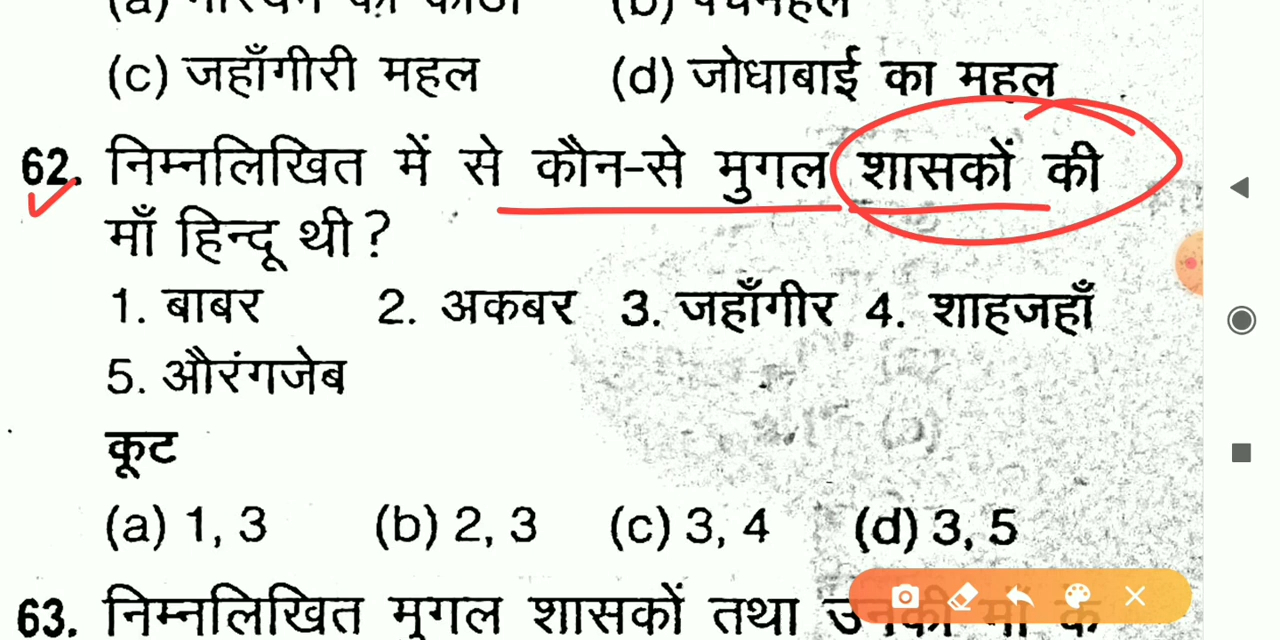 (c) जहाँगीरी महल (d) जोधाबाई का महल
62. निम्नलिखित में से कौन-से मुगल शासकों की
माँ हिन्दू थी?
1. बाबर 2. अकबर 3. जहाँगीर 4. शाहजहाँ
5. औरंगजेब
कूट
(a) 1, 3 (b) 2, 3 (c) 3, 4 (d) 3, 5
63. निम्नलिखित मुगल शासकों तथा उनकी माँ के